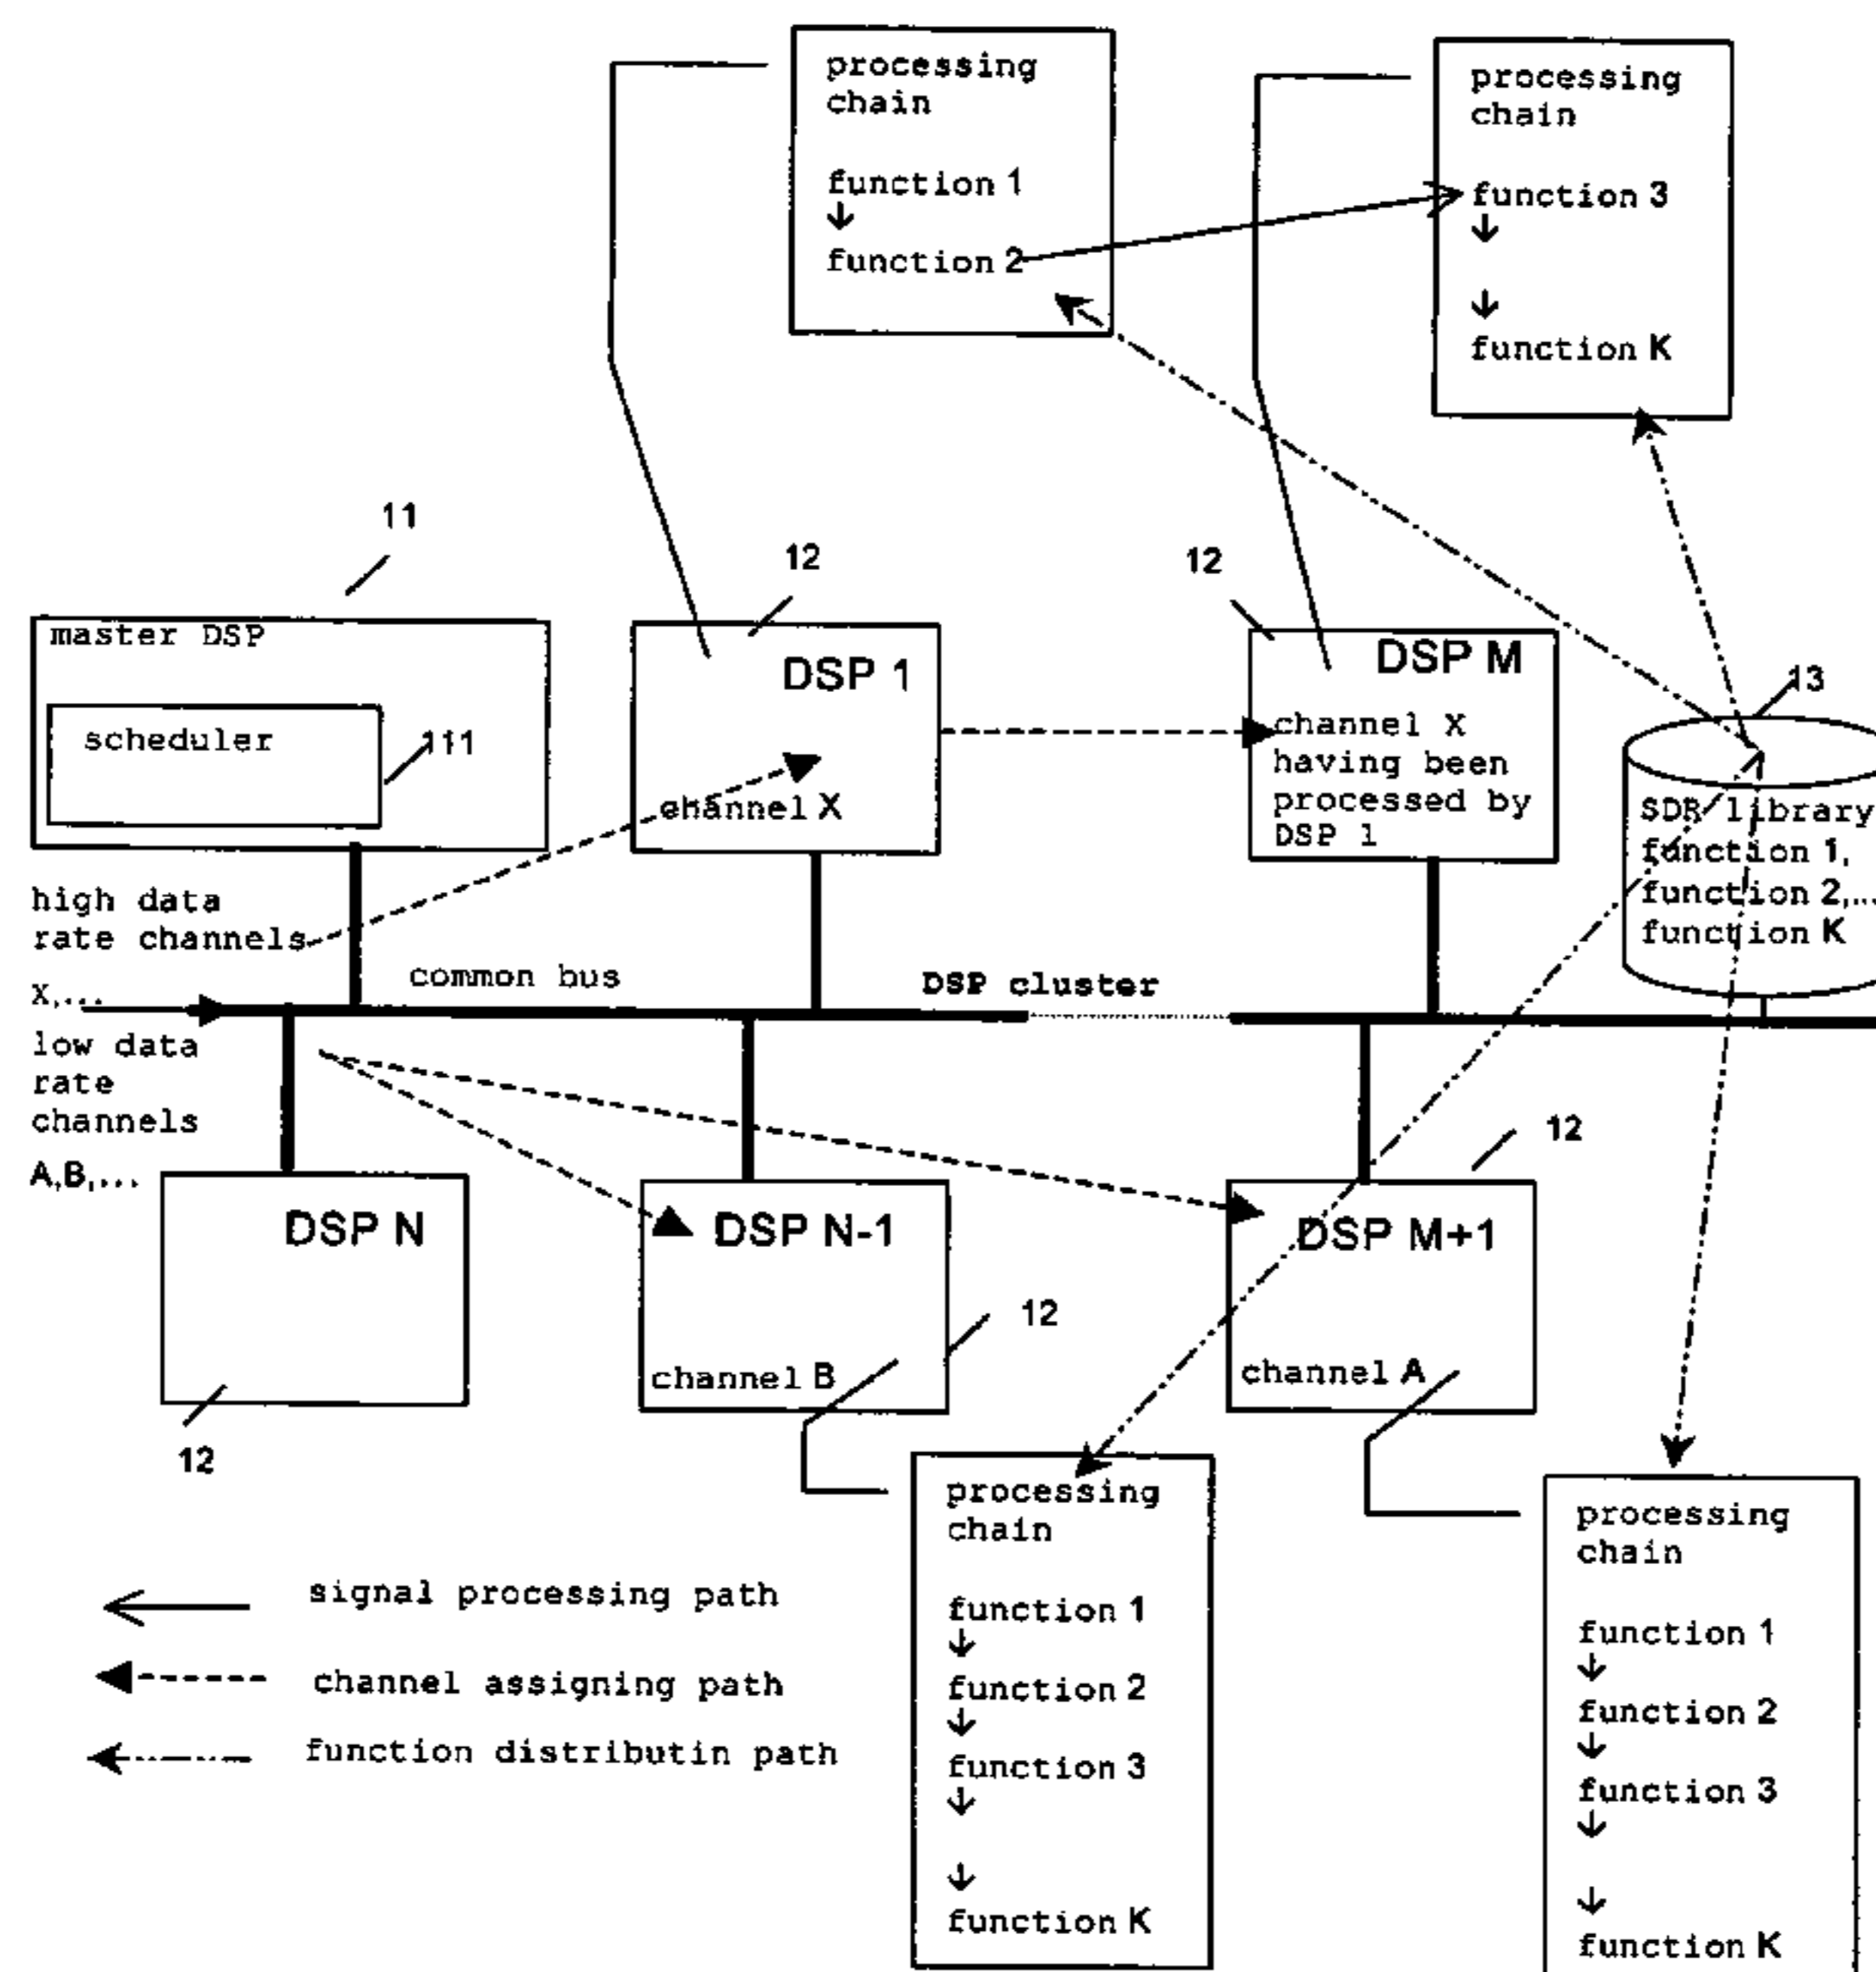 processing
chain
function 1
↓
function 2
processing
chain
function 3
↓
↓
function K
11
12
12
master DSP
scheduler
111
DSP 1
channel X
DSP M
channel X
having been
processed by
DSP 1
13
SDR library
function 1,
function 2,...
function K
high data
rate channels
X,...
common bus
DSP cluster
low data
rate
channels
A,B,...
DSP N
12
DSP N-1
channel B
12
DSP M+1
channel A
12
processing
chain
function 1
↓
function 2
↓
function 3
↓
↓
function K
processing
chain
function 1
↓
function 2
↓
function 3
↓
↓
function K
signal processing path
channel assigning path
function distributin path